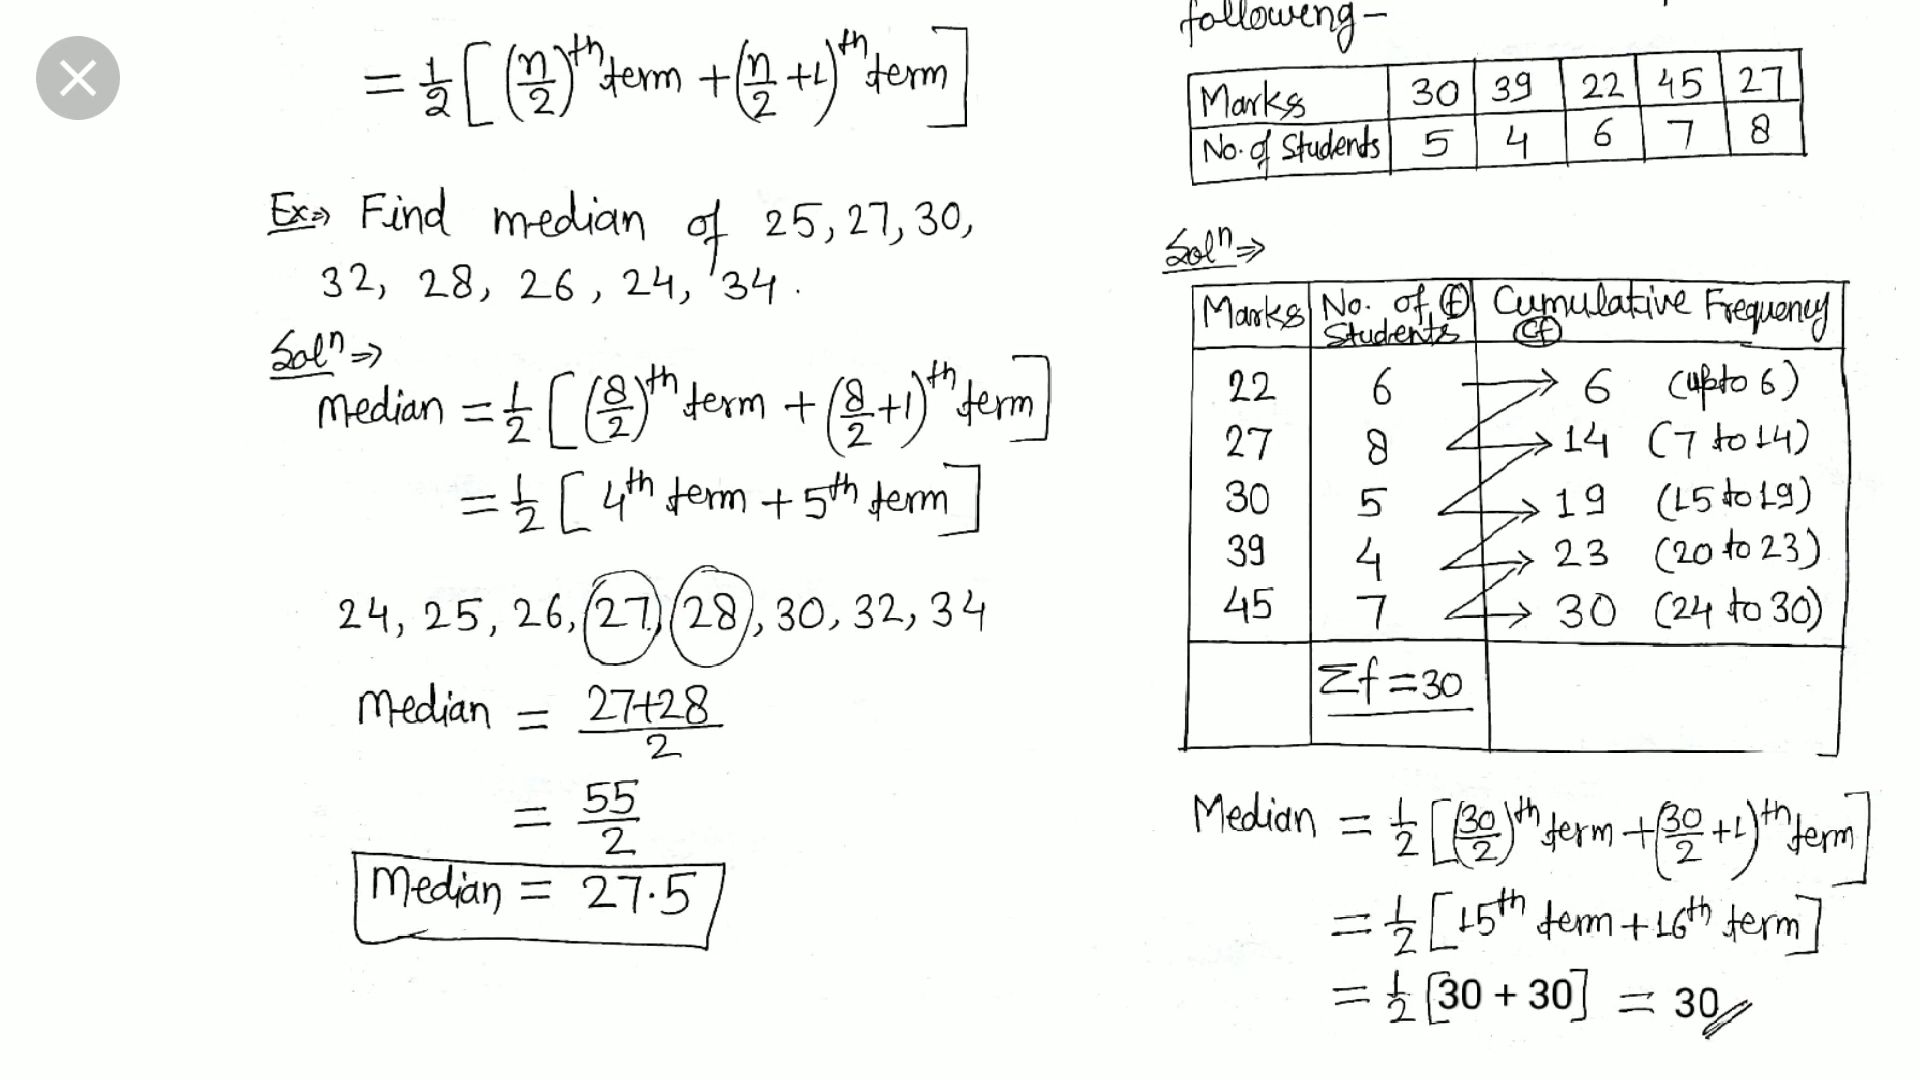 = 1/2 [(n/2)th term + (n/2 + 1)th term]
Ex⇒ Find median of 25, 27, 30,
32, 28, 26, 24, 34.
Solⁿ⇒
Median = 1/2 [(8/2)th term + (8/2 + 1)th term]
= 1/2 [4th term + 5th term]
24, 25, 26, 27, 28, 30, 32, 34
Median = 27+28/2
= 55/2
Median = 27.5
following-
Marks 30 39 22 45 27
No. of Students 5 4 6 7 8
Solⁿ⇒
Marks No. of Students (f) Cumulative Frequency (cf)
22 6 → 6 (upto 6)
27 8 → 14 (7 to 14)
30 5 → 19 (15 to 19)
39 4 → 23 (20 to 23)
45 7 → 30 (24 to 30)
Σf = 30
Median = 1/2 [(30/2)th term + (30/2 + 1)th term]
= 1/2 [15th term + 16th term]
= 1/2 [30 + 30] = 30